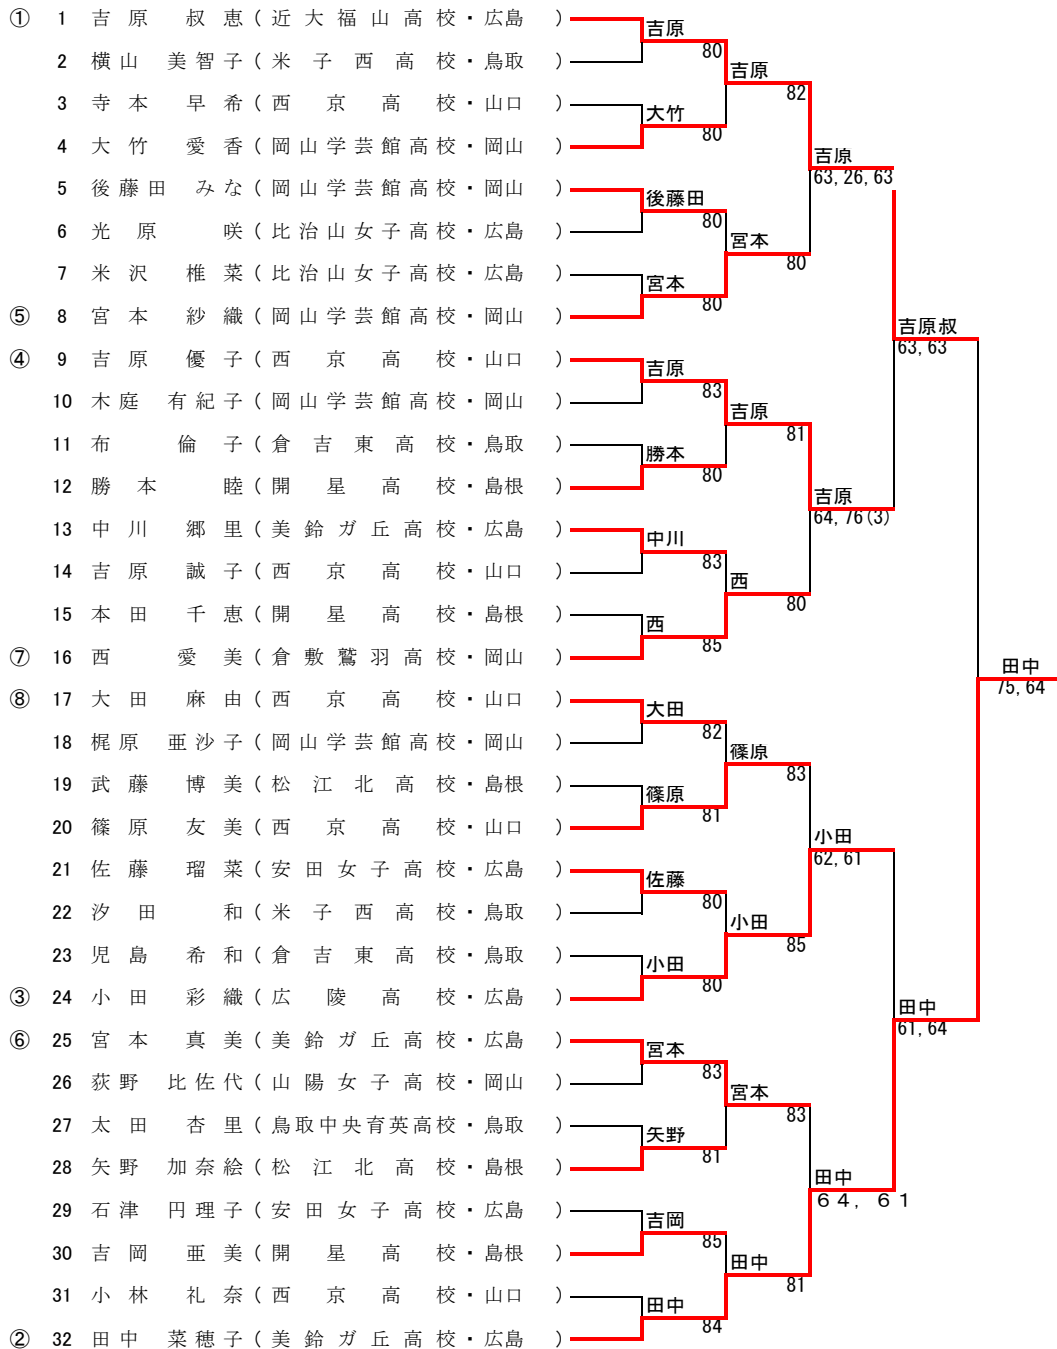 ① 1 吉原 叔恵(近大福山高校・広島)
2 横山 美智子(米子西高校・鳥取)
3 寺本 早希(西京高校・山口)
4 大竹 愛香(岡山学芸館高校・岡山)
5 後藤田 みな(岡山学芸館高校・岡山)
6 光原 咲(比治山女子高校・広島)
7 米沢 椎菜(比治山女子高校・広島)
⑤ 8 宮本 紗織(岡山学芸館高校・岡山)
④ 9 吉原 優子(西京高校・山口)
10 木庭 有紀子(岡山学芸館高校・岡山)
11 布 倫子(倉吉東高校・鳥取)
12 勝本 睦(開星高校・島根)
13 中川 郷里(美鈴ガ丘高校・広島)
14 吉原 誠子(西京高校・山口)
15 本田 千恵(開星高校・島根)
⑦ 16 西 愛美(倉敷鷲羽高校・岡山)
⑧ 17 大田 麻由(西京高校・山口)
18 梶原 亜沙子(岡山学芸館高校・岡山)
19 武藤 博美(松江北高校・島根)
20 篠原 友美(西京高校・山口)
21 佐藤 瑠菜(安田女子高校・広島)
22 汐田 和(米子西高校・鳥取)
23 児島 希和(倉吉東高校・鳥取)
③ 24 小田 彩織(広陵高校・広島)
⑥ 25 宮本 真美(美鈴ガ丘高校・広島)
26 荻野 比佐代(山陽女子高校・岡山)
27 太田 杏里(鳥取中央育英高校・鳥取)
28 矢野 加奈絵(松江北高校・島根)
29 石津 円理子(安田女子高校・広島)
30 吉岡 亜美(開星高校・島根)
31 小林 礼奈(西京高校・山口)
② 32 田中 菜穂子(美鈴ガ丘高校・広島)
吉原
80
大竹
80
後藤田
80
宮本
80
吉原
83
勝本
80
中川
83
西
85
大田
82
篠原
81
佐藤
80
小田
80
宮本
83
矢野
81
吉岡
85
田中
84
吉原
82
宮本
80
吉原
81
西
80
篠原
83
小田
85
宮本
83
田中
81
吉原
63, 26, 63
吉原
64, 76(3)
小田
62, 61
田中
64, 61
吉原叔
63, 63
田中
61, 64
田中
75, 64